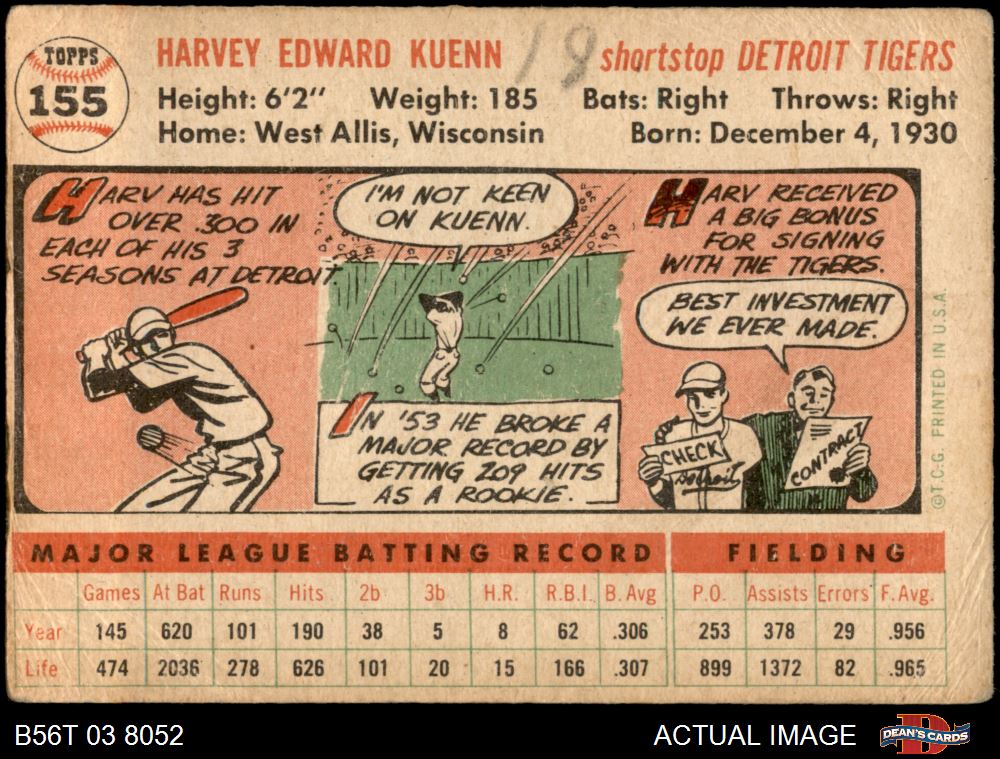 TOPPS
155
HARVEY EDWARD KUENN 18 shortstop DETROIT TIGERS
Height: 6'2" Weight: 185 Bats: Right Throws: Right
Home: West Allis, Wisconsin Born: December 4, 1930
HARV HAS HIT
OVER .300 IN
EACH OF HIS 3
SEASONS AT DETROIT.
I'M NOT KEEN
ON KUENN.
IN '53 HE BROKE A
MAJOR RECORD BY
GETTING 209 HITS
AS A ROOKIE.
HARV RECEIVED
A BIG BONUS
FOR SIGNING
WITH THE TIGERS.
BEST INVESTMENT
WE EVER MADE.
CHECK
Detroit
CONTRACT
©T.C.G. PRINTED IN U.S.A.
MAJOR LEAGUE BATTING RECORD FIELDING
Games At Bat Runs Hits 2b 3b H.R. R.B.I. B. Avg P.O. Assists Errors F. Avg.
Year 145 620 101 190 38 5 8 62 .306 253 378 29 .956
Life 474 2036 278 626 101 20 15 166 .307 899 1372 82 .965
B56T 03 8052 ACTUAL IMAGE DEAN'S CARDS